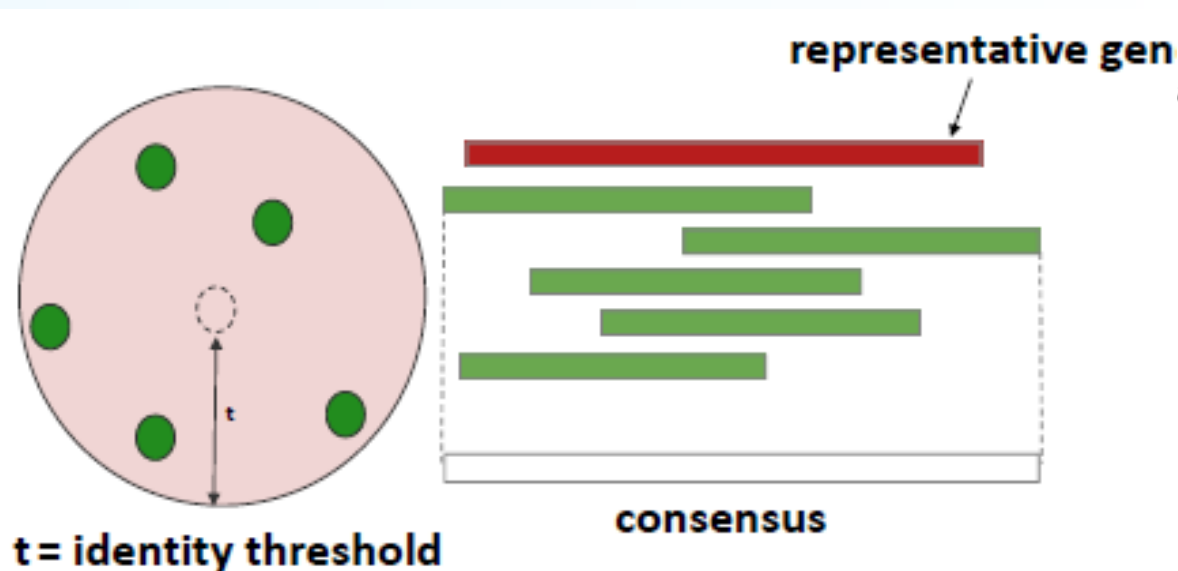 representative gen
t
consensus
t = identity threshold